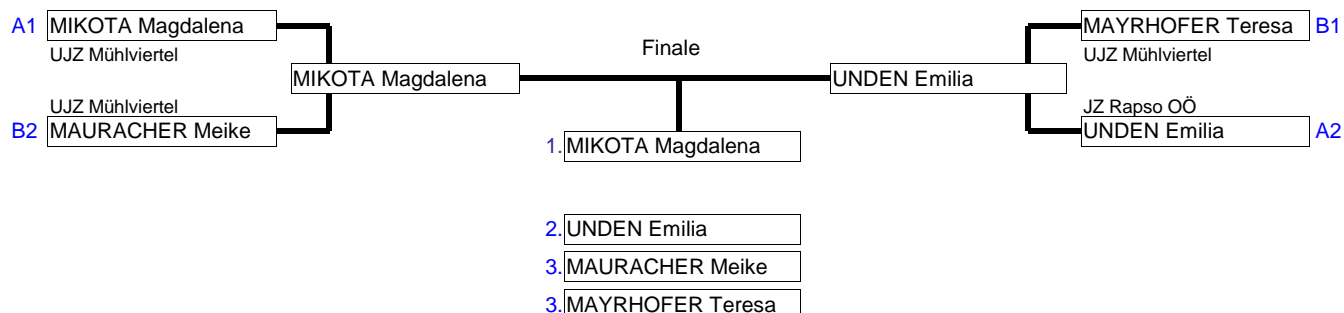 A1 MIKOTA Magdalena
UJZ Mühlviertel
MIKOTA Magdalena
UJZ Mühlviertel
B2 MAURACHER Meike
Finale
MAYRHOFER Teresa B1
UJZ Mühlviertel
UNDEN Emilia
JZ Rapso OÖ
UNDEN Emilia A2
1. MIKOTA Magdalena
2. UNDEN Emilia
3. MAURACHER Meike
3. MAYRHOFER Teresa